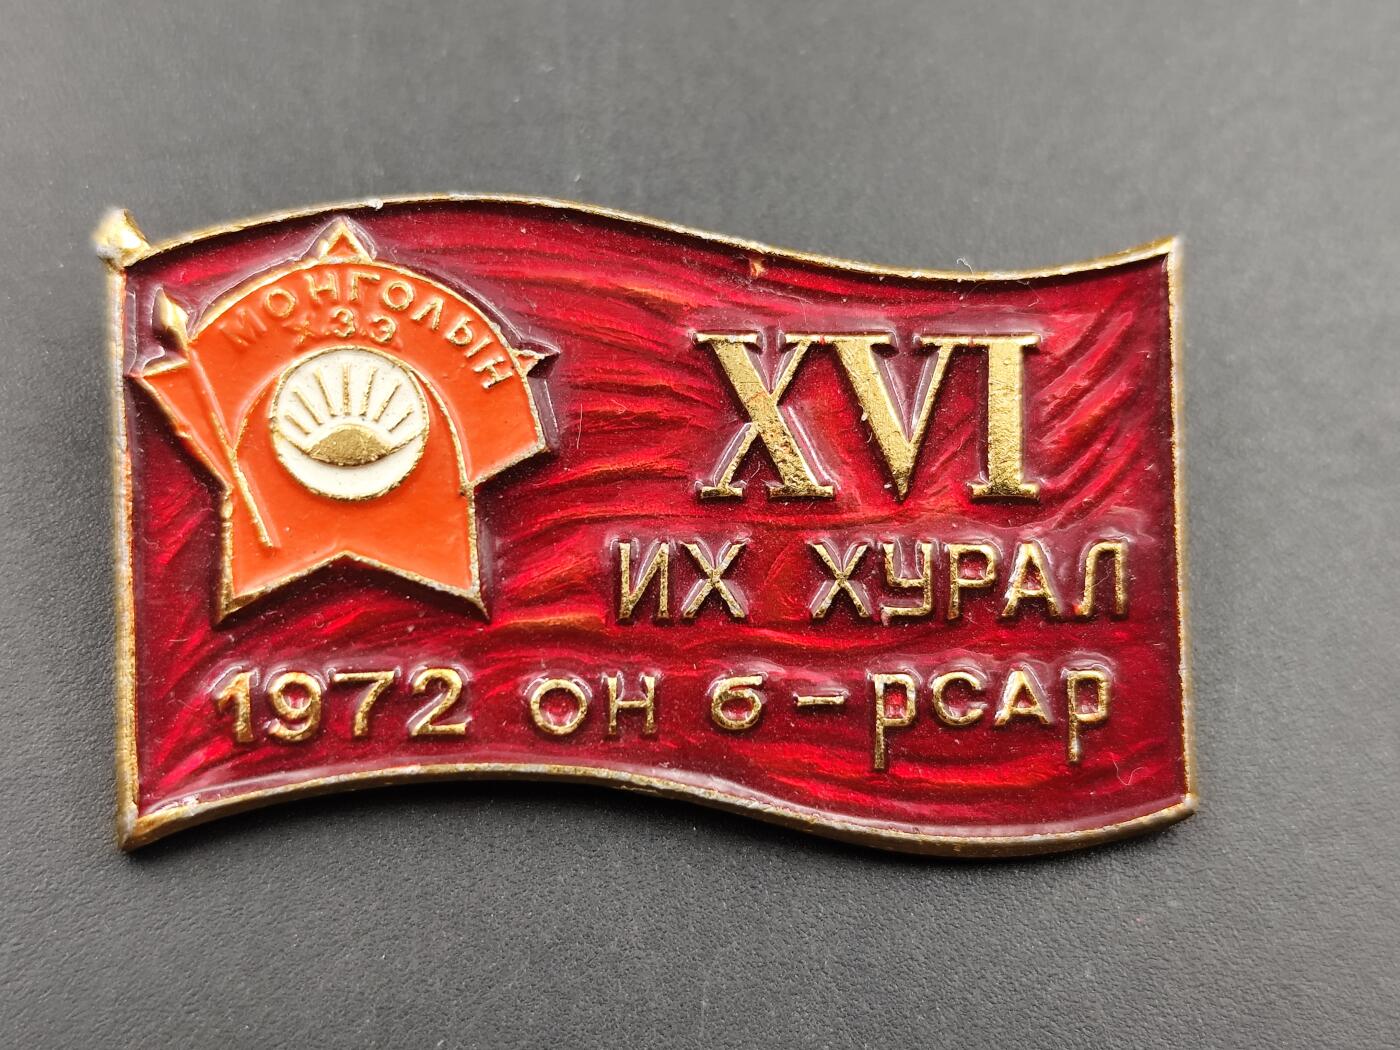 МОНГОЛЫН
ХЗЭ
XVI
ИХ ХУРАЛ
1972 ОН 6-РСАР